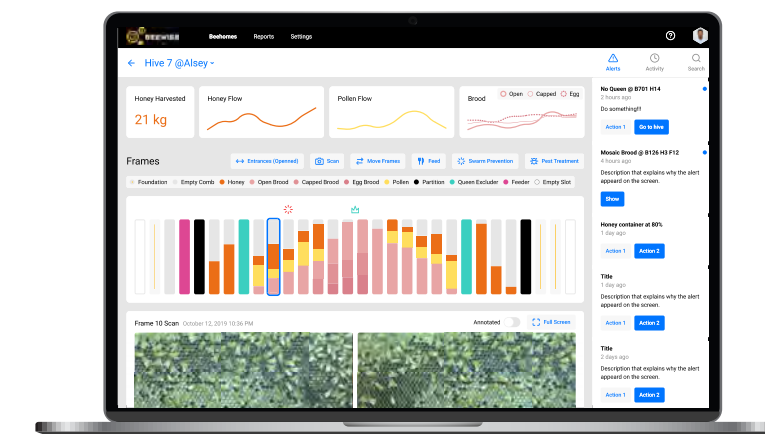 BEEWISE
Beehomes
Reports
Settings
Hive 7 @Alsey
Alerts
Activity
Search
Honey Harvested
21 kg
Honey Flow
Pollen Flow
Brood
Open
Capped
Egg
Frames
Entrances (Openned)
Scan
Move Frames
Feed
Swarm Prevention
Pest Treatment
Foundation
Empty Comb
Honey
Open Brood
Capped Brood
Egg Brood
Pollen
Partition
Queen Excluder
Feeder
Empty Slot
Frame 10 Scan
October 12, 2019 10:36 PM
Annotated
Full Screen
No Queen @ B701 H14
2 hours ago
Do something!!!
Action 1
Go to hive
Mosaic Brood @ B126 H3 F12
4 hours ago
Description that explains why the alert
appeard on the screen.
Show
Honey container at 80%
1 day ago
Action 1
Action 2
Title
1 day ago
Description that explains why the alert
appeard on the screen.
Action 1
Action 2
Title
2 days ago
Description that explains why the alert
appeard on the screen.
Action 1
Action 2